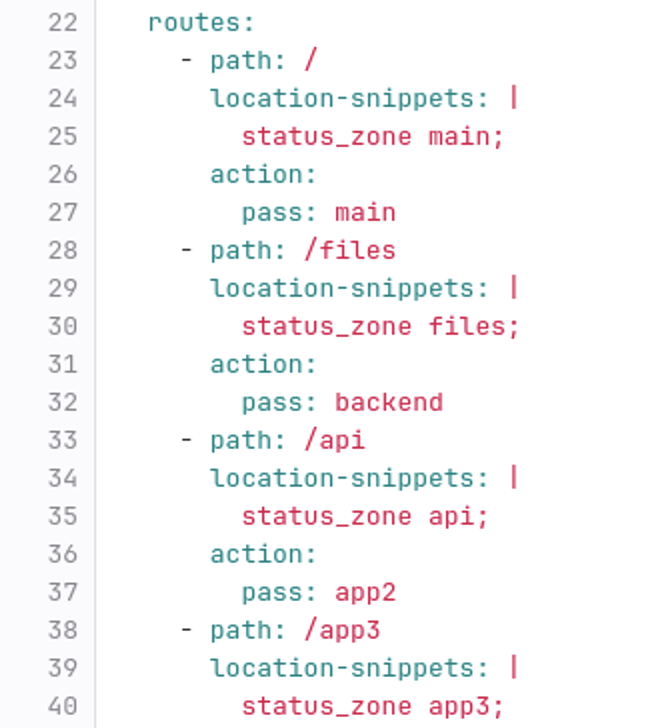 22 routes:
23 - path: /
24 location-snippets: |
25 status_zone main;
26 action:
27 pass: main
28 - path: /files
29 location-snippets: |
30 status_zone files;
31 action:
32 pass: backend
33 - path: /api
34 location-snippets: |
35 status_zone api;
36 action:
37 pass: app2
38 - path: /app3
39 location-snippets: |
40 status_zone app3;